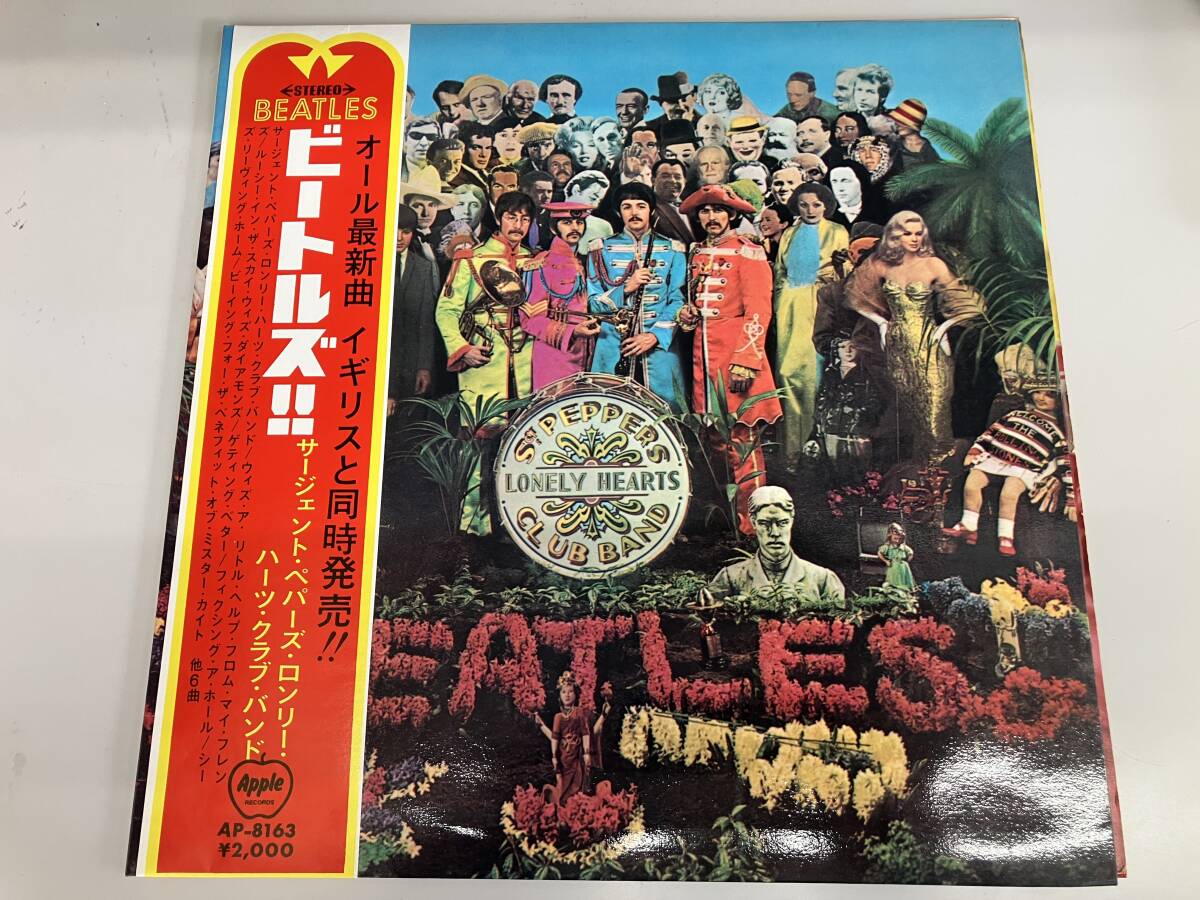 STEREO
BEATLES
ビートルズ!!
オール最新曲 イギリスと同時発売!!
サージェント・ペパーズ・ロンリー・
ハーツ・クラブ・バンド
サージェント・ペパーズ・ロンリー・ハーツ・クラブ・バンド/ウィズ・ア・リトル・ヘルプ・フロム・マイ・フレン
ズ/ルーシー・イン・ザ・スカイ・ウィズ・ダイアモンズ/ゲティング・ベター/フィクシング・ア・ホール/シー
ズ・リーヴィング・ホーム/ビーイング・フォー・ザ・ベネフィット・オブ・ミスター・カイト 他6曲
Apple
RECORDS
AP-8163
¥2,000
SGT PEPPERS
LONELY HEARTS
CLUB BAND
WELCOME
THE
ROLLING
STONES
EATLES